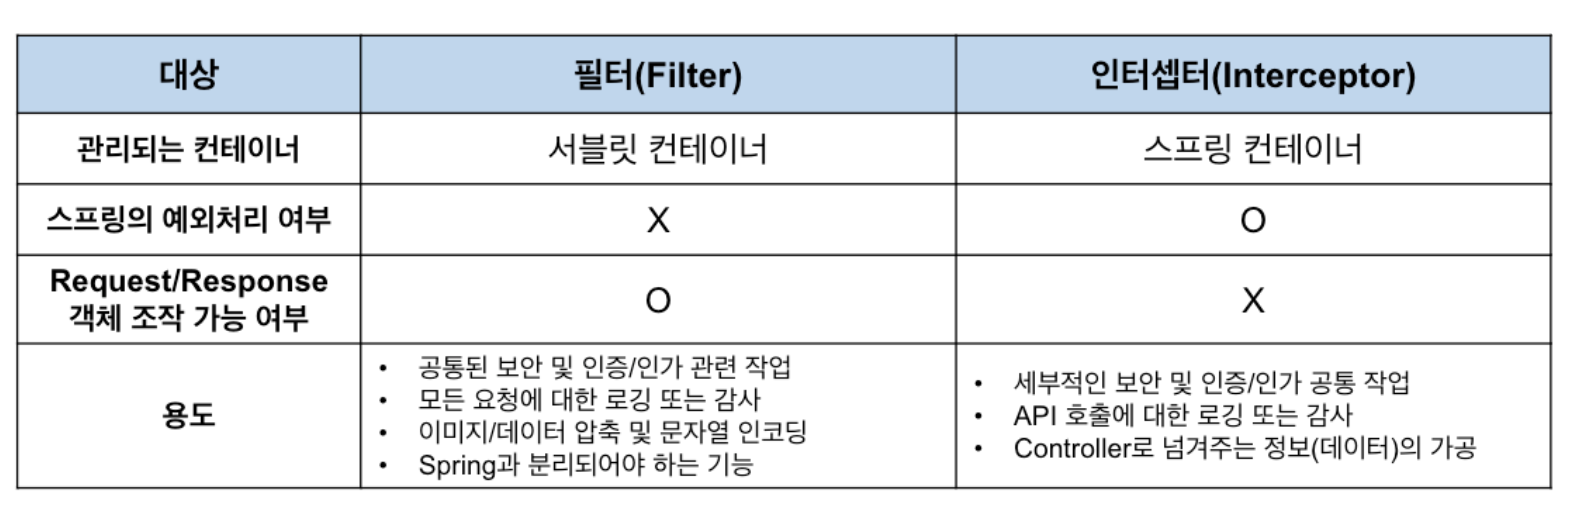 대상
필터(Filter)
인터셉터(Interceptor)
관리되는 컨테이너
서블릿 컨테이너
스프링 컨테이너
스프링의 예외처리 여부
X
O
Request/Response
객체 조작 가능 여부
O
X
용도
• 공통된 보안 및 인증/인가 관련 작업
• 모든 요청에 대한 로깅 또는 감사
• 이미지/데이터 압축 및 문자열 인코딩
• Spring과 분리되어야 하는 기능
• 세부적인 보안 및 인증/인가 공통 작업
• API 호출에 대한 로깅 또는 감사
• Controller로 넘겨주는 정보(데이터)의 가공